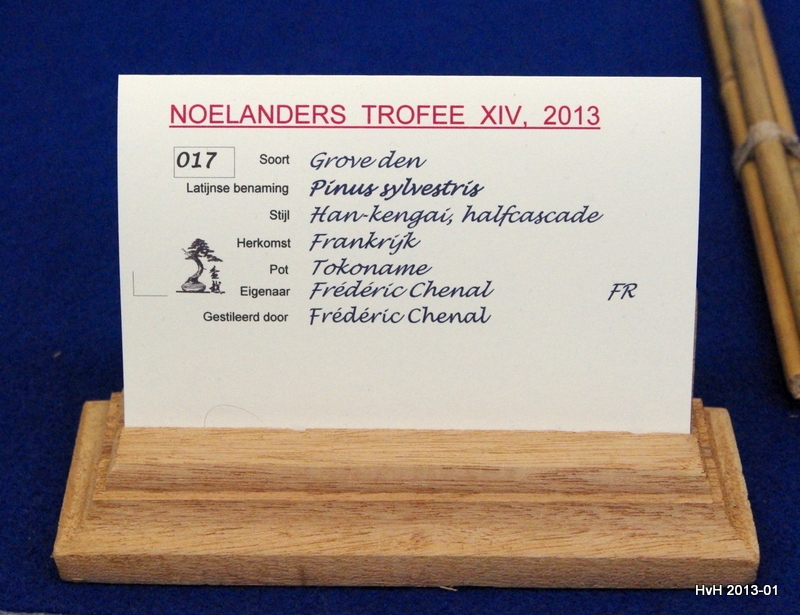 NOELANDERS TROFEE XIV, 2013
017 Soort Grove den
Latijnse benaming Pinus sylvestris
Stijl Han-kengai, halfcascade
Herkomst Frankrijk
Pot Tokoname
Eigenaar Frédéric Chenal FR
Gestileerd door Frédéric Chenal
HvH 2013-01